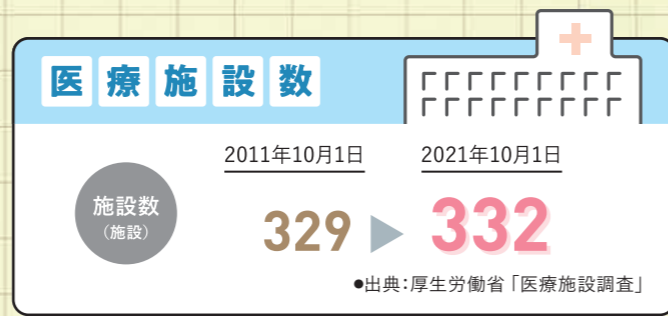 医療施設数
2011年10月1日 2021年10月1日
施設数
(施設)
329 ▶ 332
●出典:厚生労働省「医療施設調査」